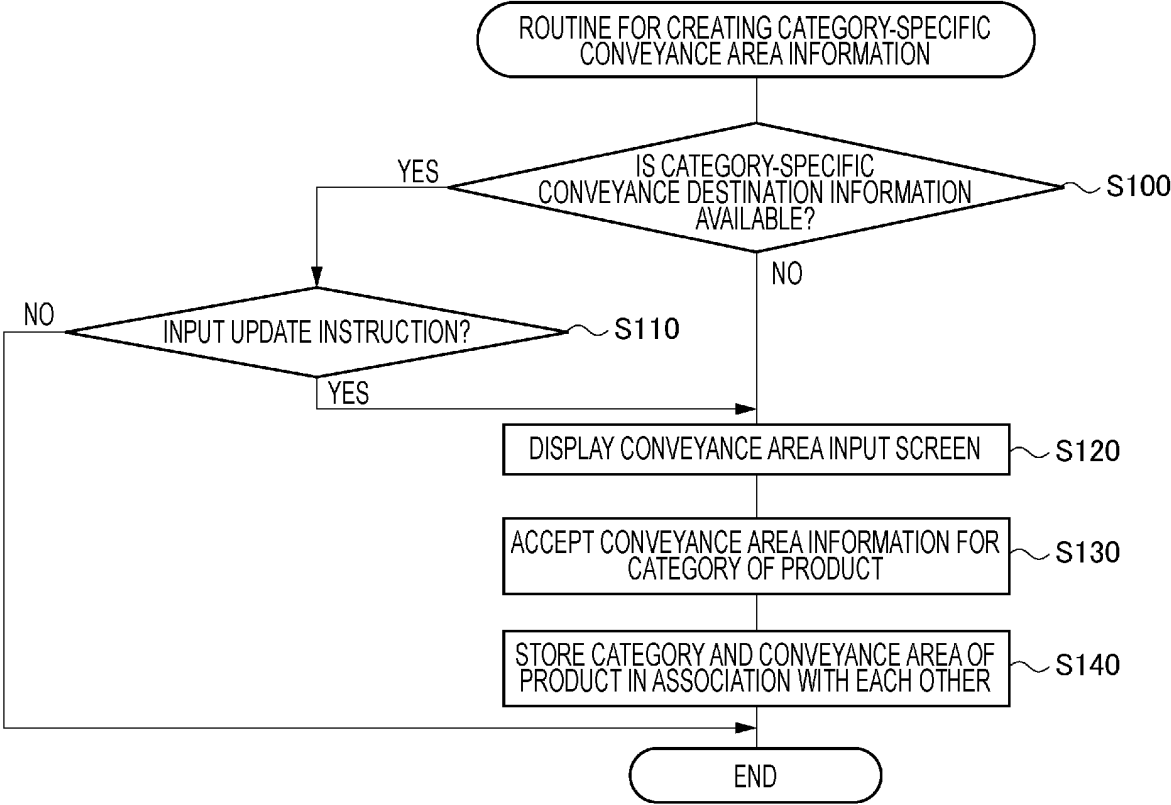 ROUTINE FOR CREATING CATEGORY-SPECIFIC
CONVEYANCE AREA INFORMATION
IS CATEGORY-SPECIFIC
CONVEYANCE DESTINATION INFORMATION
AVAILABLE?
S100
YES
NO
INPUT UPDATE INSTRUCTION?
S110
NO
YES
DISPLAY CONVEYANCE AREA INPUT SCREEN
S120
ACCEPT CONVEYANCE AREA INFORMATION FOR
CATEGORY OF PRODUCT
S130
STORE CATEGORY AND CONVEYANCE AREA OF
PRODUCT IN ASSOCIATION WITH EACH OTHER
S140
END